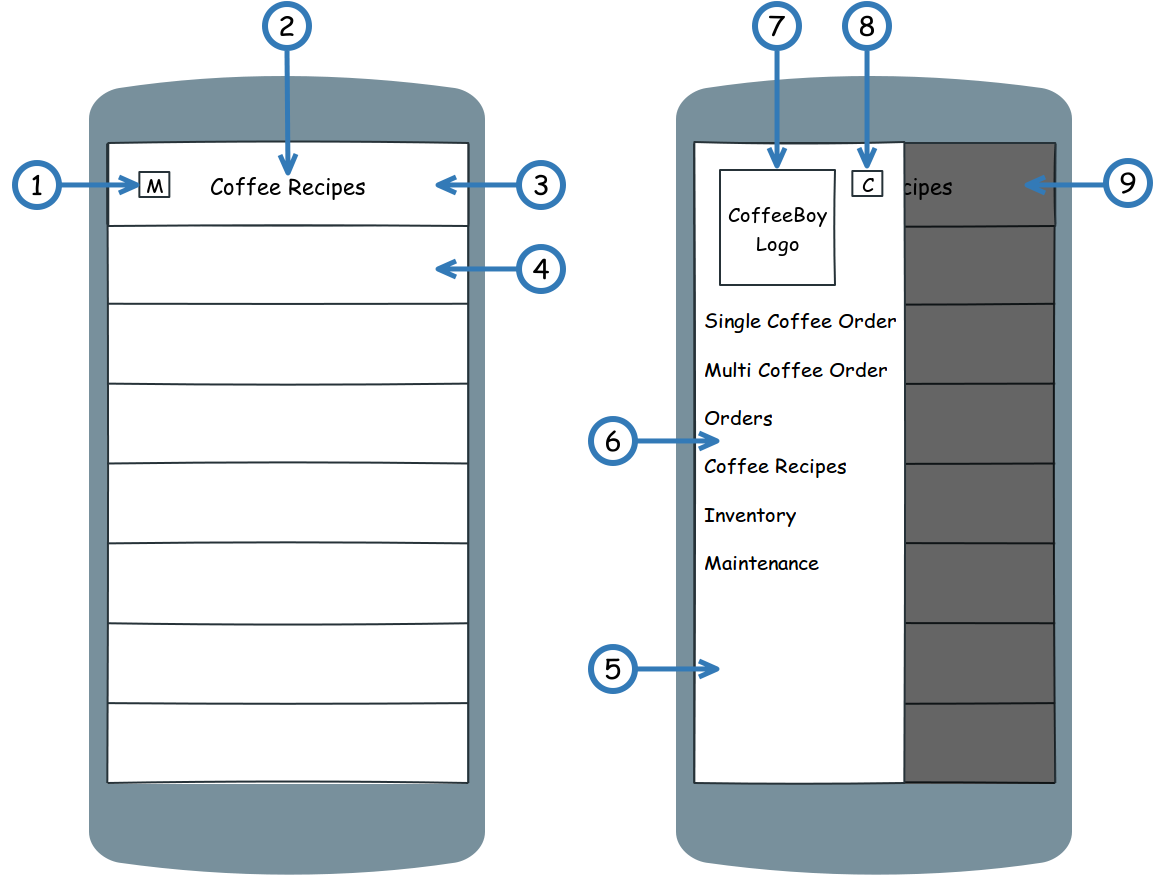 2
7
8
1
M
Coffee Recipes
3
4
CoffeeBoy
Logo
C
cipes
9
Single Coffee Order
Multi Coffee Order
Orders
6
Coffee Recipes
Inventory
Maintenance
5